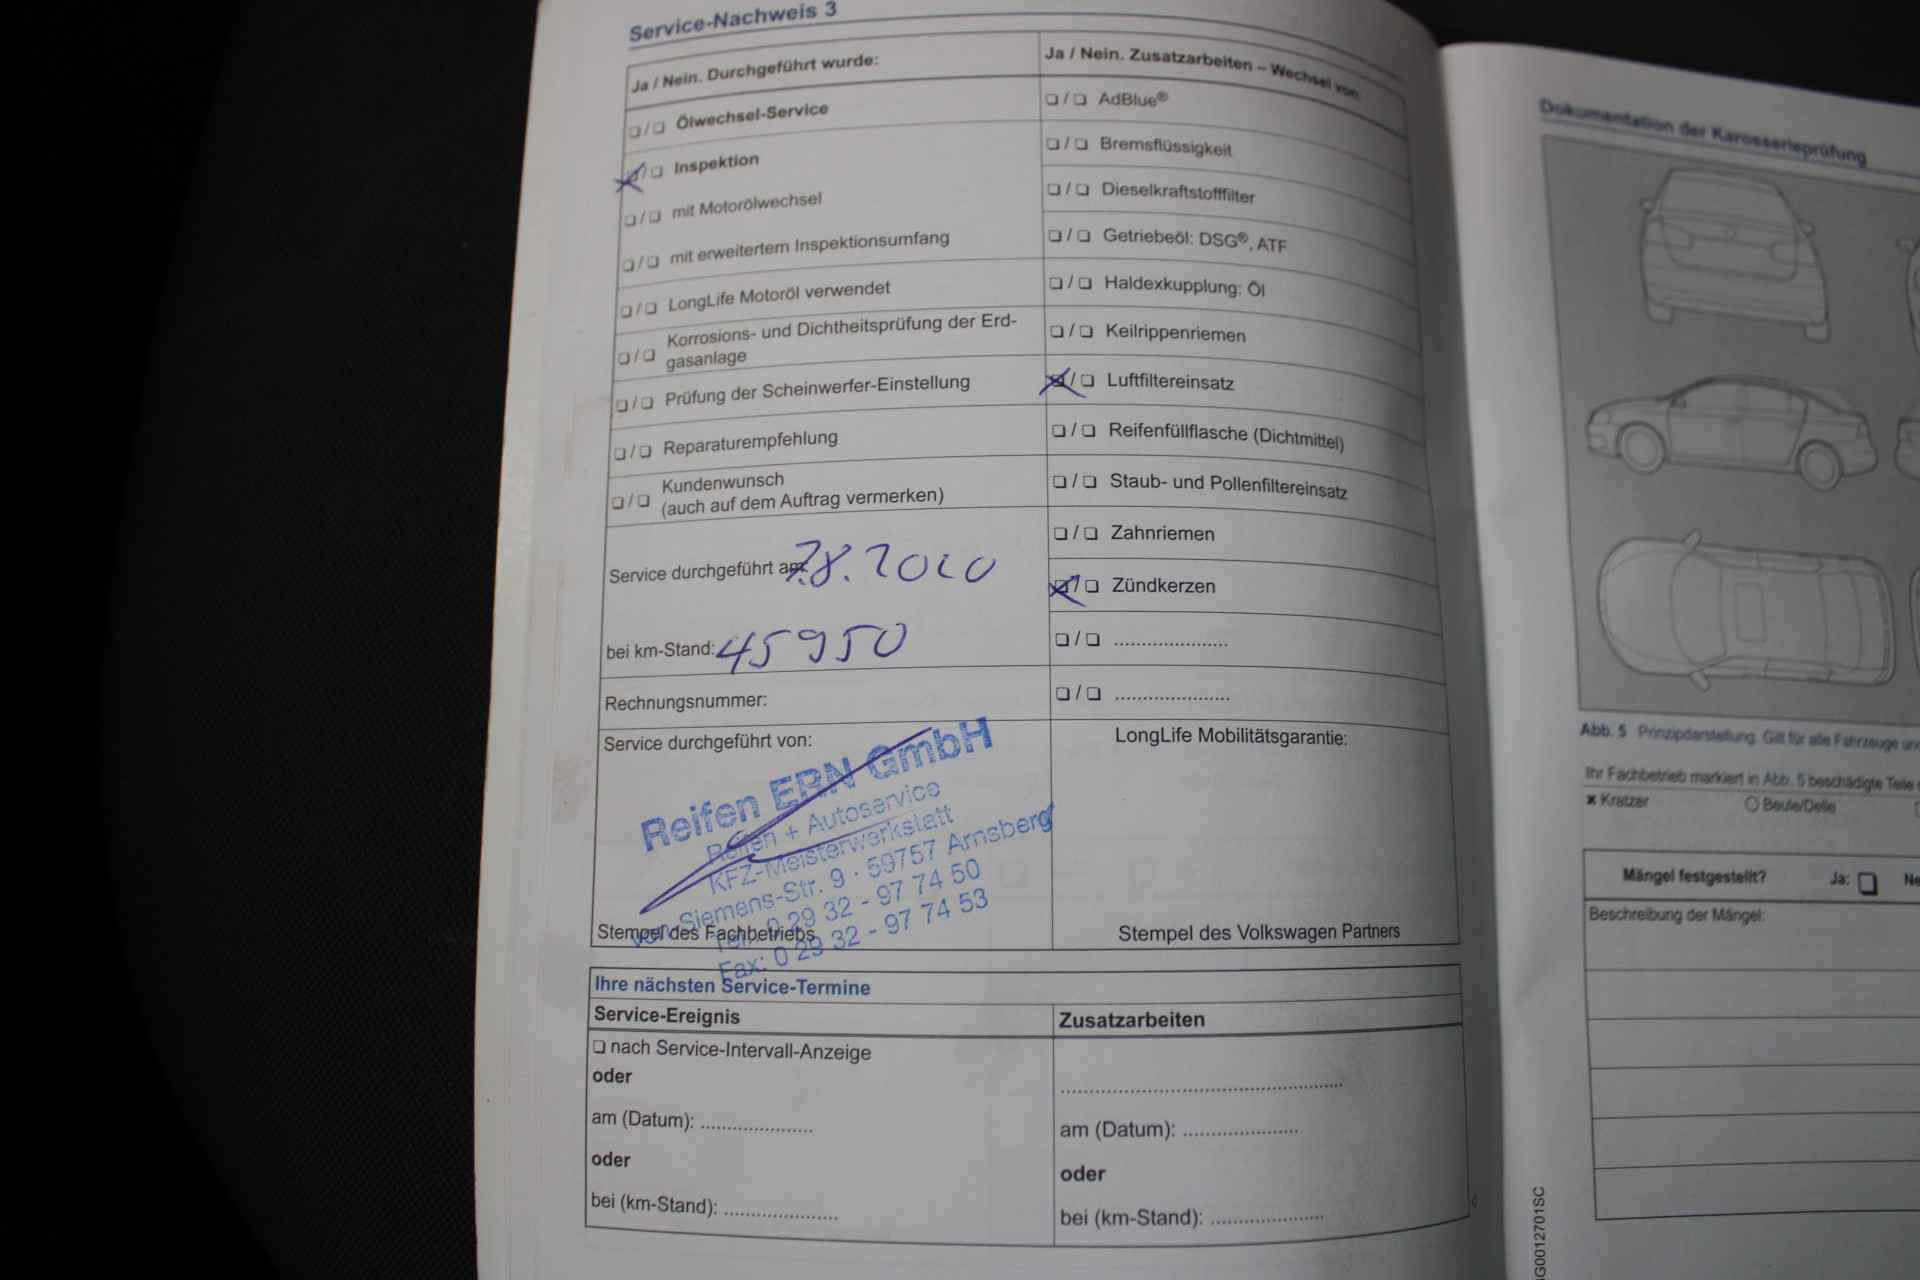 Service-Nachweis 3
Ja / Nein. Durchgeführt wurde:
❏ / ❏ Ölwechsel-Service
❏ / ❏ Inspektion
❏ / ❏ mit Motorölwechsel
❏ / ❏ mit erweitertem Inspektionsumfang
❏ / ❏ LongLife Motoröl verwendet
❏ / ❏ Korrosions- und Dichtheitsprüfung der Erd-
gasanlage
❏ / ❏ Prüfung der Scheinwerfer-Einstellung
❏ / ❏ Reparaturempfehlung
❏ / ❏ Kundenwunsch
(auch auf dem Auftrag vermerken)
Service durchgeführt am: 7.8.2020
bei km-Stand: 45950
Rechnungsnummer:
Service durchgeführt von:
Reifen ERN GmbH
Reifen + Autoservice
KFZ-Meisterwerkstatt
von-Siemens-Str. 9 · 59757 Arnsberg
Tel.: 0 29 32 - 97 74 50
Fax: 0 29 32 - 97 74 53
Stempel des Fachbetriebs
Ja / Nein. Zusatzarbeiten – Wechsel von:
❏ / ❏ AdBlue®
❏ / ❏ Bremsflüssigkeit
❏ / ❏ Dieselkraftstofffilter
❏ / ❏ Getriebeöl: DSG®, ATF
❏ / ❏ Haldexkupplung: Öl
❏ / ❏ Keilrippenriemen
❏ / ❏ Luftfiltereinsatz
❏ / ❏ Reifenfüllflasche (Dichtmittel)
❏ / ❏ Staub- und Pollenfiltereinsatz
❏ / ❏ Zahnriemen
❏ / ❏ Zündkerzen
❏ / ❏ ......................
❏ / ❏ ......................
LongLife Mobilitätsgarantie:
Stempel des Volkswagen Partners
Ihre nächsten Service-Termine
Service-Ereignis
❏ nach Service-Intervall-Anzeige
oder
am (Datum): ......................
oder
bei (km-Stand): ......................
Zusatzarbeiten
......................................................
am (Datum): ......................
oder
bei (km-Stand): ......................
Dokumentation der Karosserieprüfung
Abb. 5 Prinzipdarstellung. Gilt für alle Fahrzeuge
Ihr Fachbetrieb markiert in Abb. 5 beschädigte Teile
x Kratzer
O Beule/Delle
Mängel festgestellt? Ja: ❏ Ne
Beschreibung der Mängel:
G0012701SC